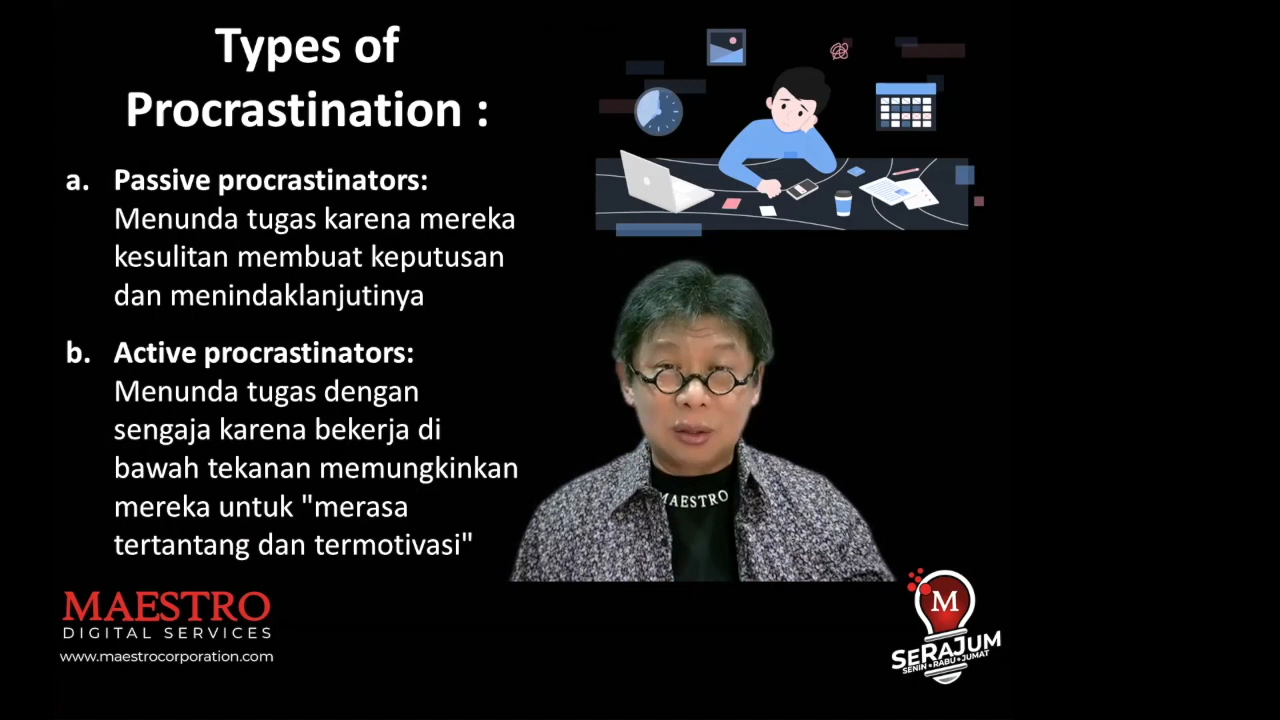 Types of
Procrastination :
a. Passive procrastinators:
Menunda tugas karena mereka
kesulitan membuat keputusan
dan menindaklanjutinya
b. Active procrastinators:
Menunda tugas dengan
sengaja karena bekerja di
bawah tekanan memungkinkan
mereka untuk "merasa
tertantang dan termotivasi"
MAESTRO
MAESTRO
DIGITAL SERVICES
www.maestrocorporation.com
M
SERAJUM
SENIN • RABU • JUMAT